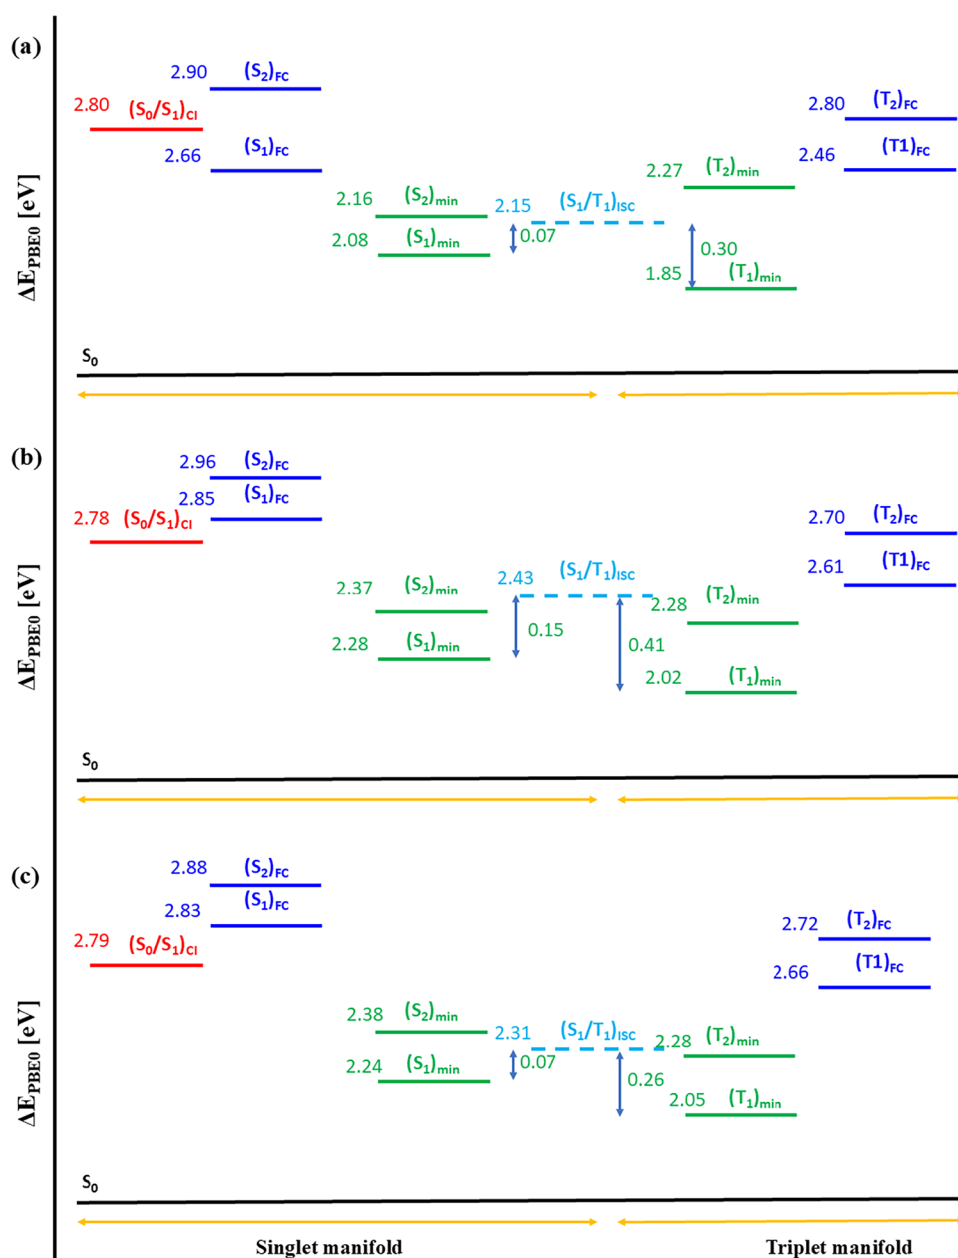 (a)
ΔE_PBE0 [eV]
2.90 (S₂)FC
2.80 (S₀/S₁)CI
2.66 (S₁)FC
2.16 (S₂)min
2.08 (S₁)min
2.15 (S₁/T₁)ISC
0.07
2.27 (T₂)min
0.30
1.85 (T₁)min
2.80 (T₂)FC
2.46 (T1)FC
S₀
(b)
ΔE_PBE0 [eV]
2.96 (S₂)FC
2.85 (S₁)FC
2.78 (S₀/S₁)CI
2.37 (S₂)min
2.28 (S₁)min
2.43 (S₁/T₁)ISC
0.15
0.41
2.28 (T₂)min
2.02 (T₁)min
2.70 (T₂)FC
2.61 (T1)FC
S₀
(c)
ΔE_PBE0 [eV]
2.88 (S₂)FC
2.83 (S₁)FC
2.79 (S₀/S₁)CI
2.38 (S₂)min
2.24 (S₁)min
2.31 (S₁/T₁)ISC
0.07
0.26
2.28 (T₂)min
2.05 (T₁)min
2.72 (T₂)FC
2.66 (T1)FC
S₀
Singlet manifold
Triplet manifold